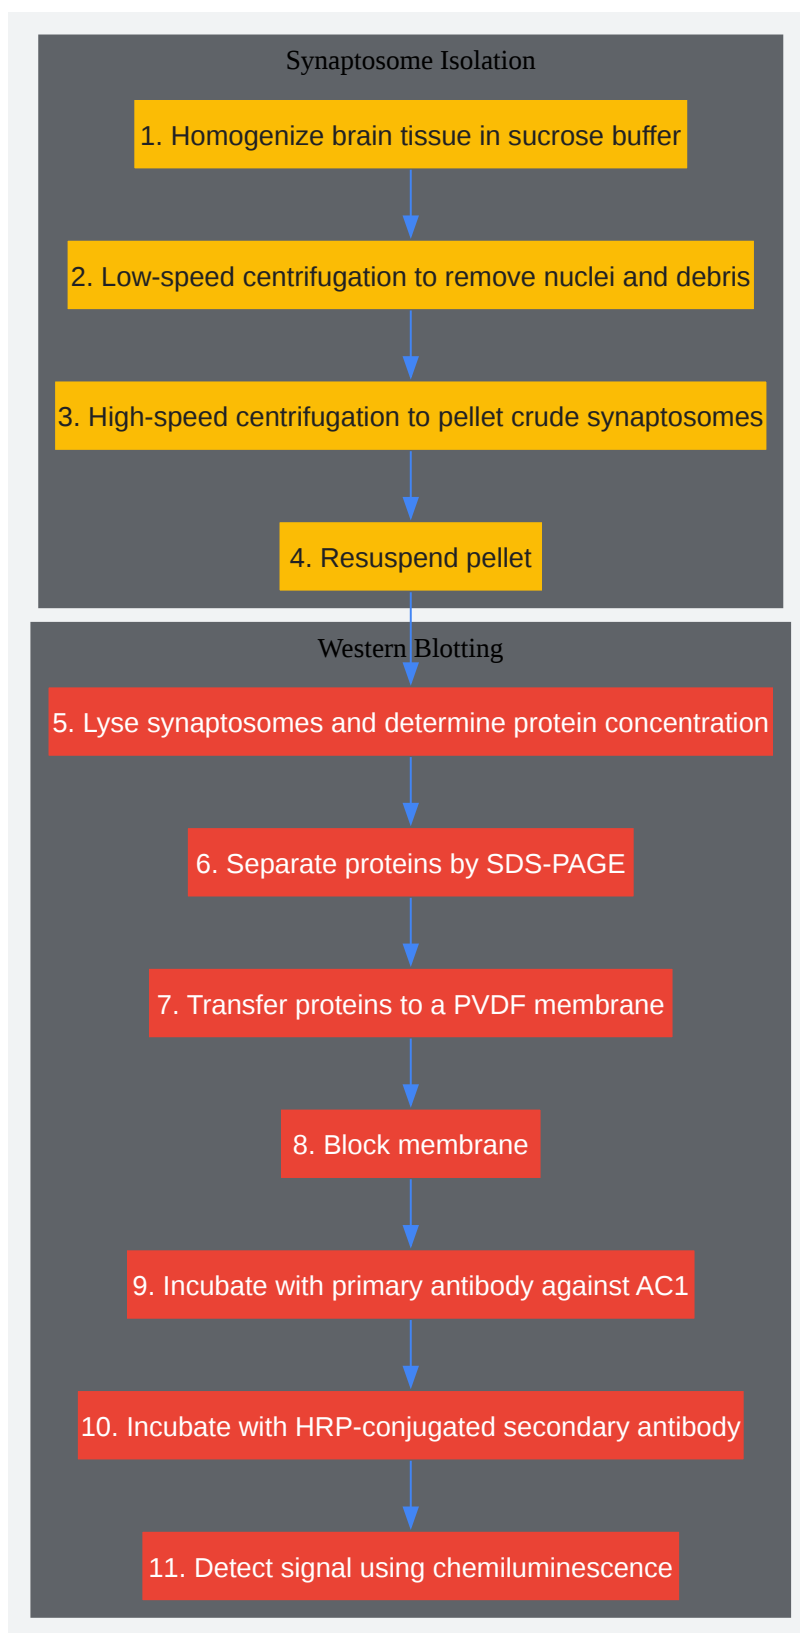 Synaptosome Isolation
1. Homogenize brain tissue in sucrose buffer
2. Low-speed centrifugation to remove nuclei and debris
3. High-speed centrifugation to pellet crude synaptosomes
4. Resuspend pellet
Western Blotting
5. Lyse synaptosomes and determine protein concentration
6. Separate proteins by SDS-PAGE
7. Transfer proteins to a PVDF membrane
8. Block membrane
9. Incubate with primary antibody against AC1
10. Incubate with HRP-conjugated secondary antibody
11. Detect signal using chemiluminescence